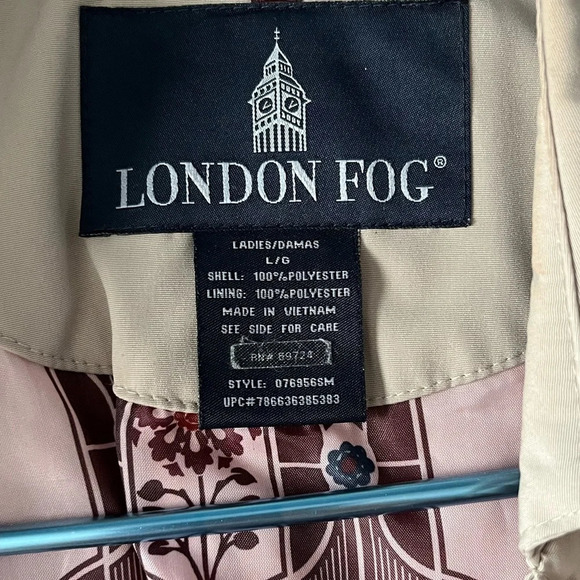 LONDON FOG®
LADIES/DAMAS
L/G
SHELL: 100%POLYESTER
LINING: 100%POLYESTER
MADE IN VIETNAM
SEE SIDE FOR CARE
RN# 69724
STYLE: 076956SM
UPC#786636385383